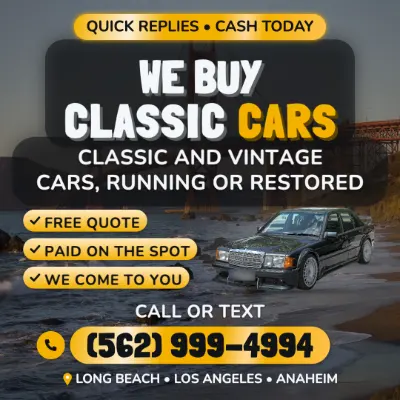 QUICK REPLIES • CASH TODAY
WE BUY
CLASSIC CARS
CLASSIC AND VINTAGE
CARS, RUNNING OR RESTORED
FREE QUOTE
PAID ON THE SPOT
WE COME TO YOU
CALL OR TEXT
(562) 999-4994
LONG BEACH • LOS ANGELES • ANAHEIM